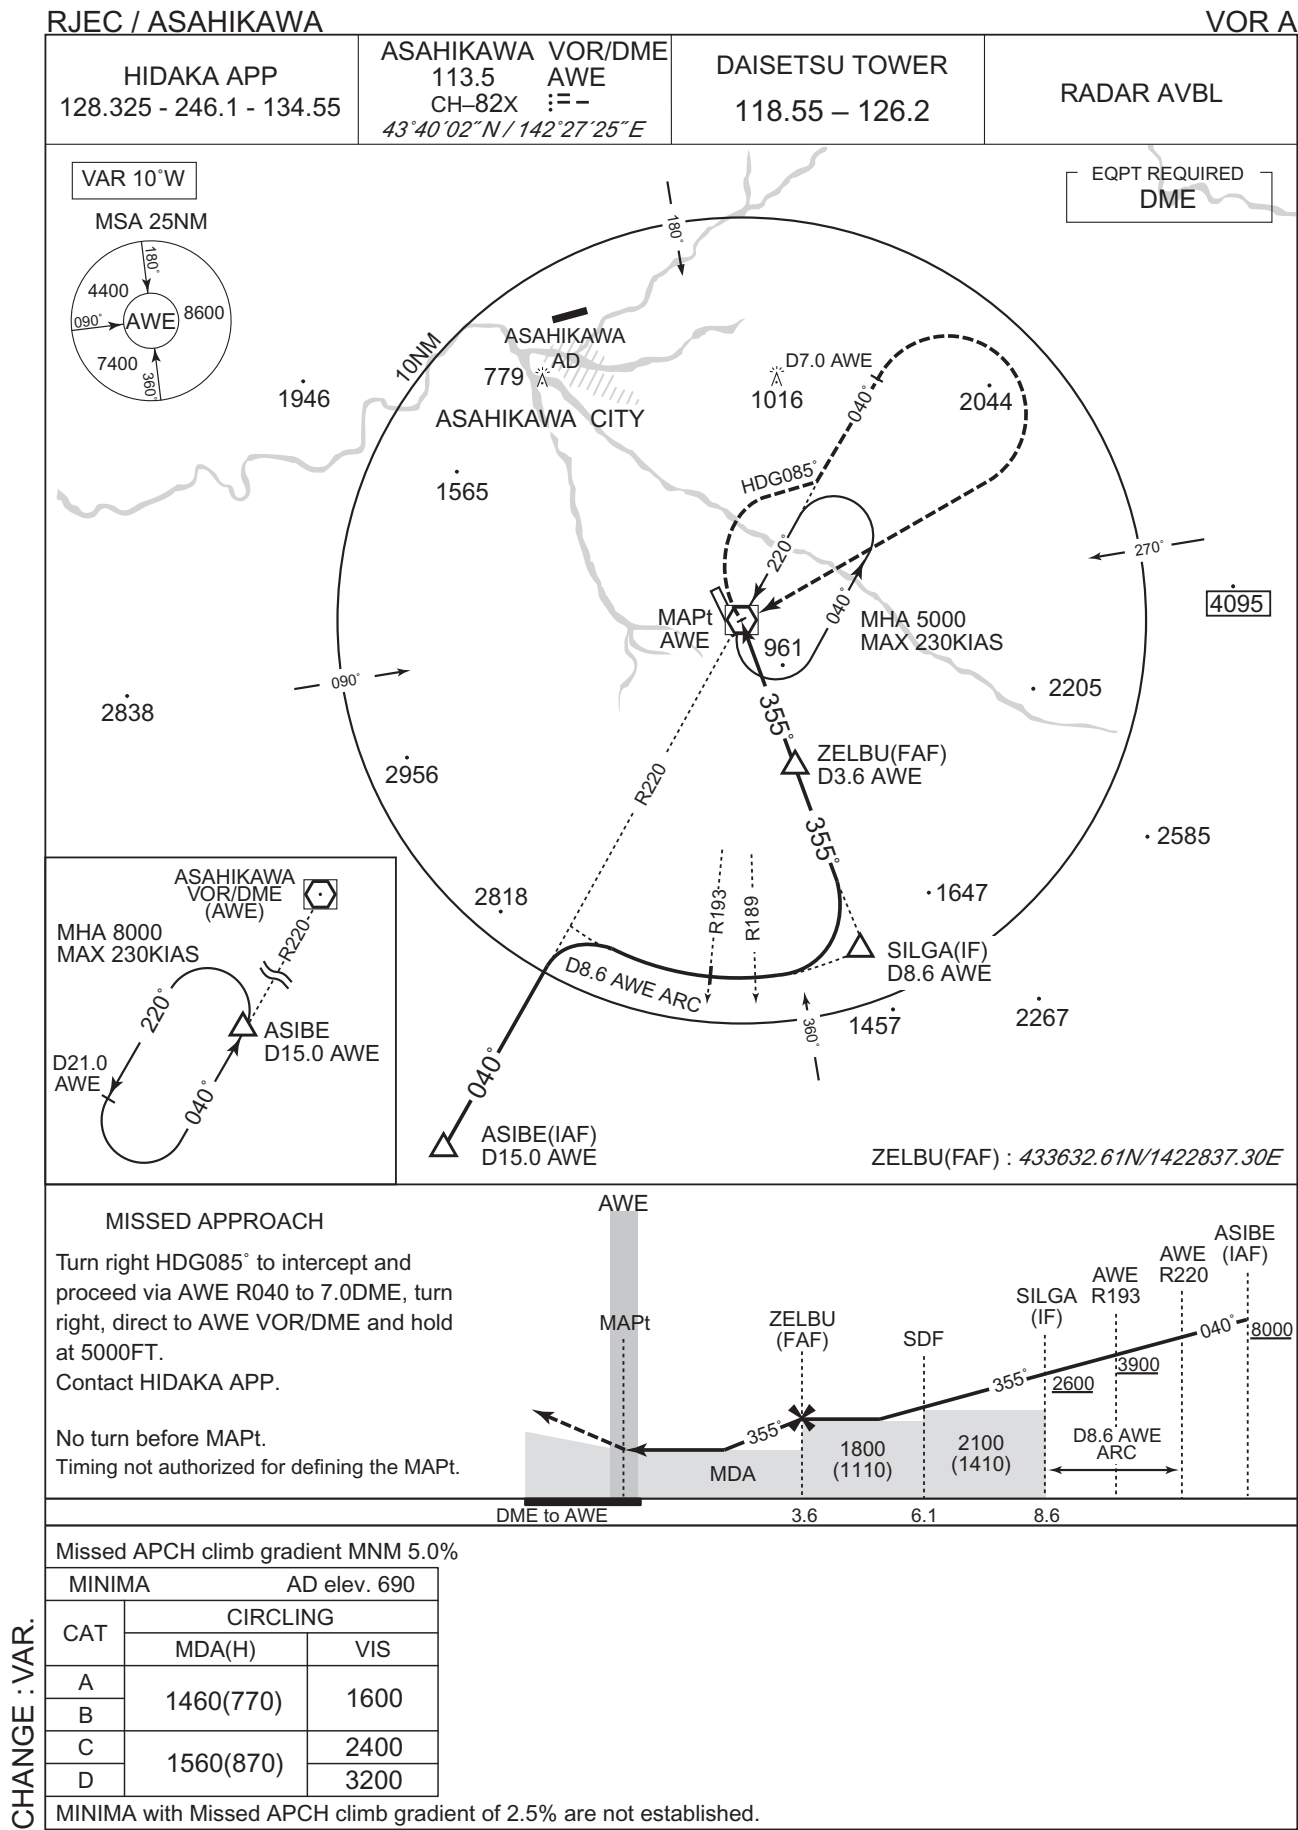 RJEC / ASAHIKAWA
VOR A
HIDAKA APP
128.325 - 246.1 - 134.55
ASAHIKAWA VOR/DME
113.5 AWE
CH–82X
43˚40´02˝N / 142˚27´25˝E
DAISETSU TOWER
118.55 – 126.2
RADAR AVBL
VAR 10˚W
MSA 25NM
180˚
4400
8600
090˚
AWE
7400
360˚
EQPT REQUIRED
DME
180˚
10NM
ASAHIKAWA
AD
779
ASAHIKAWA CITY
1946
1565
D7.0 AWE
1016
040˚
2044
HDG085˚
220˚
270˚
4095
040˚
MAPt
AWE
961
MHA 5000
MAX 230KIAS
090˚
2838
2205
355˚
2956
R220
ZELBU(FAF)
D3.6 AWE
355˚
2585
2818
R193
R189
1647
SILGA(IF)
D8.6 AWE
D8.6 AWE ARC
360˚
1457
2267
040˚
ASIBE(IAF)
D15.0 AWE
ZELBU(FAF) : 433632.61N/1422837.30E
ASAHIKAWA
VOR/DME
(AWE)
MHA 8000
MAX 230KIAS
R220
220˚
ASIBE
D15.0 AWE
D21.0
AWE
040˚
MISSED APPROACH
Turn right HDG085˚ to intercept and
proceed via AWE R040 to 7.0DME, turn
right, direct to AWE VOR/DME and hold
at 5000FT.
Contact HIDAKA APP.
No turn before MAPt.
Timing not authorized for defining the MAPt.
AWE
MAPt
ZELBU
(FAF)
SDF
SILGA
(IF)
AWE
R193
AWE
R220
ASIBE
(IAF)
040˚
8000
3900
2600
355˚
355˚
MDA
1800
(1110)
2100
(1410)
D8.6 AWE
ARC
DME to AWE
3.6
6.1
8.6
Missed APCH climb gradient MNM 5.0%
MINIMA AD elev. 690
CAT
CIRCLING
MDA(H) VIS
A
B
1460(770) 1600
C
D
1560(870)
2400
3200
MINIMA with Missed APCH climb gradient of 2.5% are not established.
CHANGE : VAR.